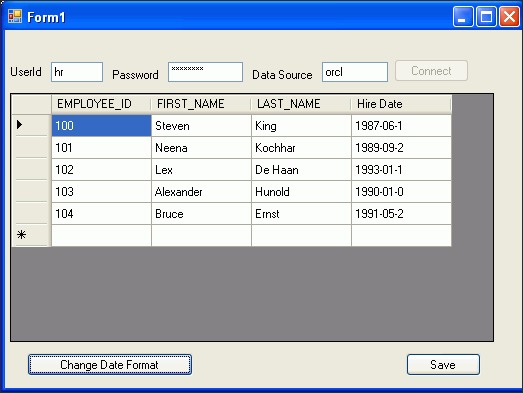 Form1
UserId hr Password ******** Data Source orcl Connect
EMPLOYEE_ID FIRST_NAME LAST_NAME Hire Date
100 Steven King 1987-06-1
101 Neena Kochhar 1989-09-2
102 Lex De Haan 1993-01-1
103 Alexander Hunold 1990-01-0
104 Bruce Ernst 1991-05-2
*
Change Date Format Save